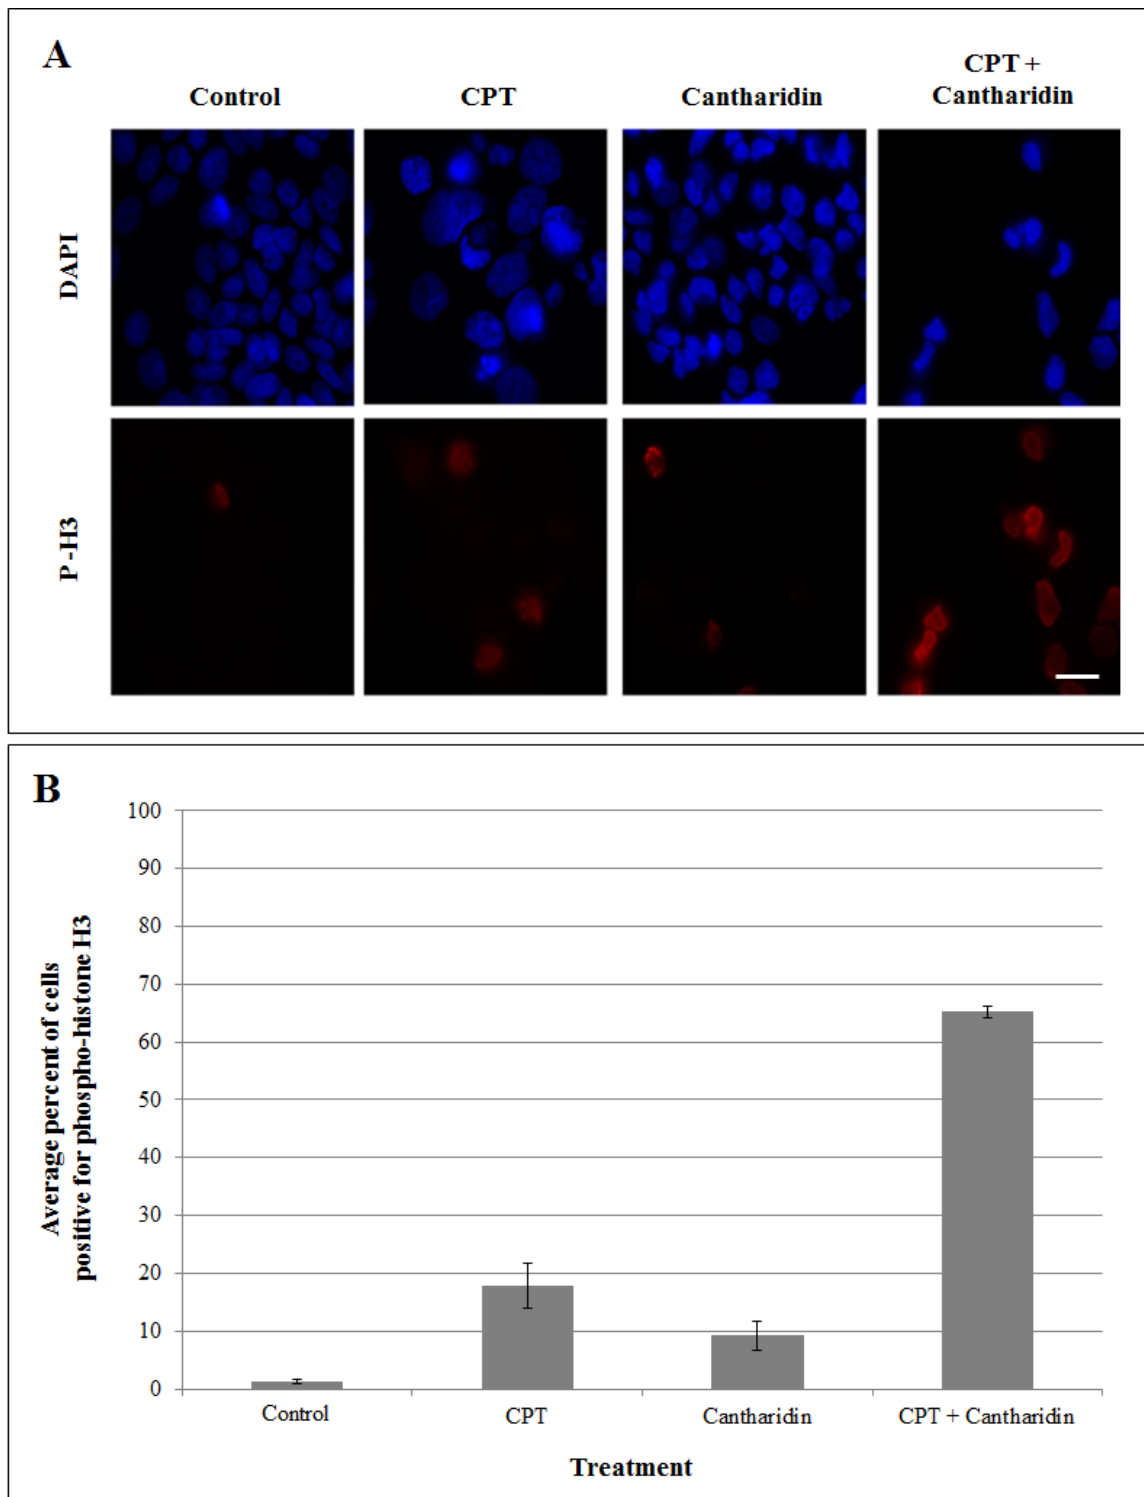 A
Control
CPT
Cantharidin
CPT +
Cantharidin
DAPI
P-H3
B
Average percent of cells
positive for phospho-histone H3
100
90
80
70
60
50
40
30
20
10
0
Control
CPT
Cantharidin
CPT + Cantharidin
Treatment